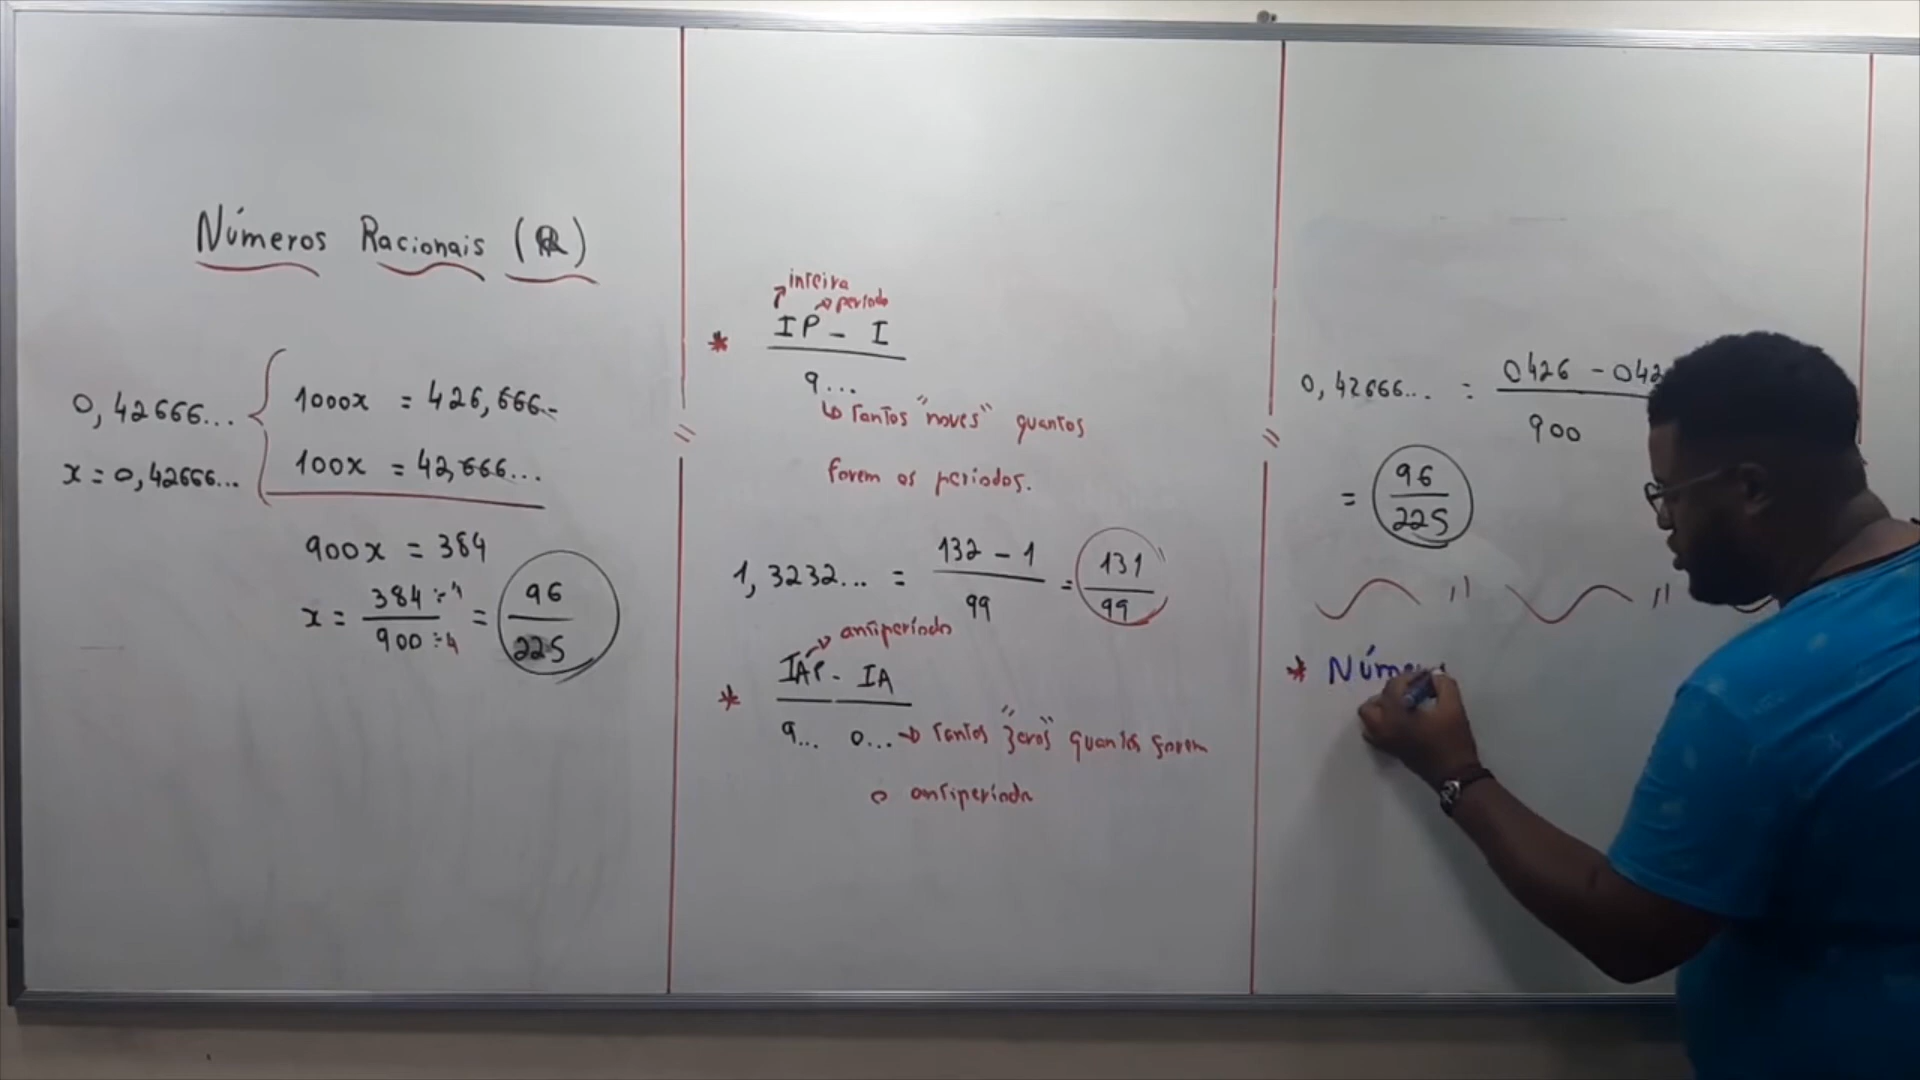 Números Racionais (Q)
0,42666...
x = 0,42666...
1000x = 426,666...
100x = 42,666...
900x = 384
x = 384 ÷4 / 900 ÷4 = 96 / 225
inteira
período
* IP - I / 9...
↳ tantos "noves" quantos
forem os períodos.
1,3232... = 132 - 1 / 99 = 131 / 99
antiperíodo
* IAP - IA / 9... 0... → tantos "zeros" quantos forem
o antiperíodo
0,42666... = 0426 - 042 / 900
= 96 / 225
* Númer